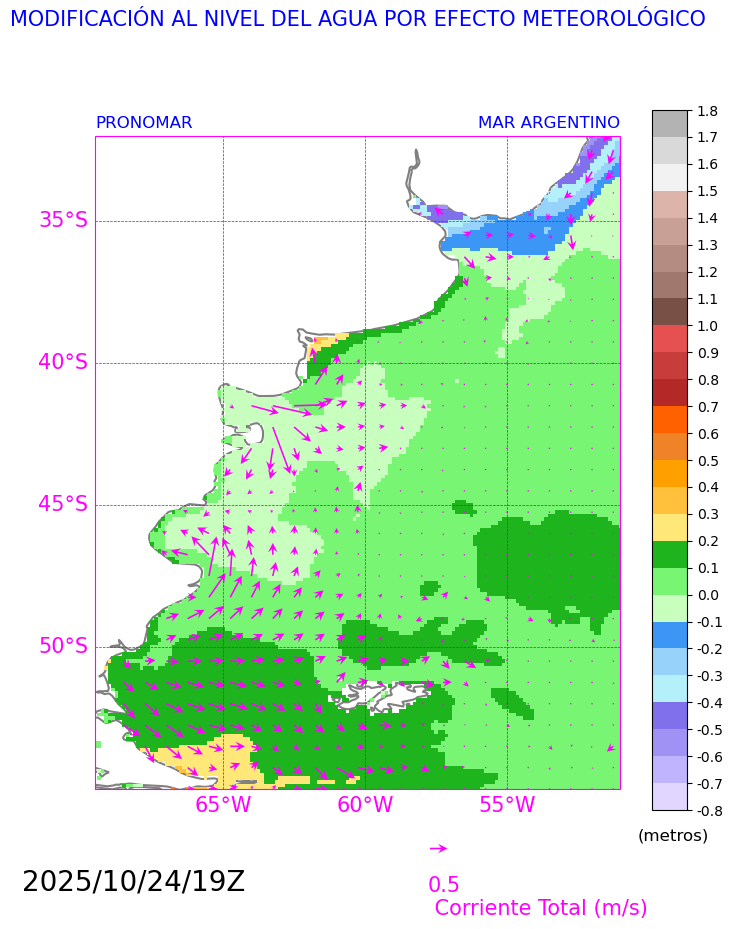 MODIFICACIÓN AL NIVEL DEL AGUA POR EFECTO METEOROLÓGICO
PRONOMAR MAR ARGENTINO
35°S
40°S
45°S
50°S
65°W 60°W 55°W
1.8
1.7
1.6
1.5
1.4
1.3
1.2
1.1
1.0
0.9
0.8
0.7
0.6
0.5
0.4
0.3
0.2
0.1
0.0
-0.1
-0.2
-0.3
-0.4
-0.5
-0.6
-0.7
-0.8
(metros)
2025/10/24/19Z
0.5
Corriente Total (m/s)